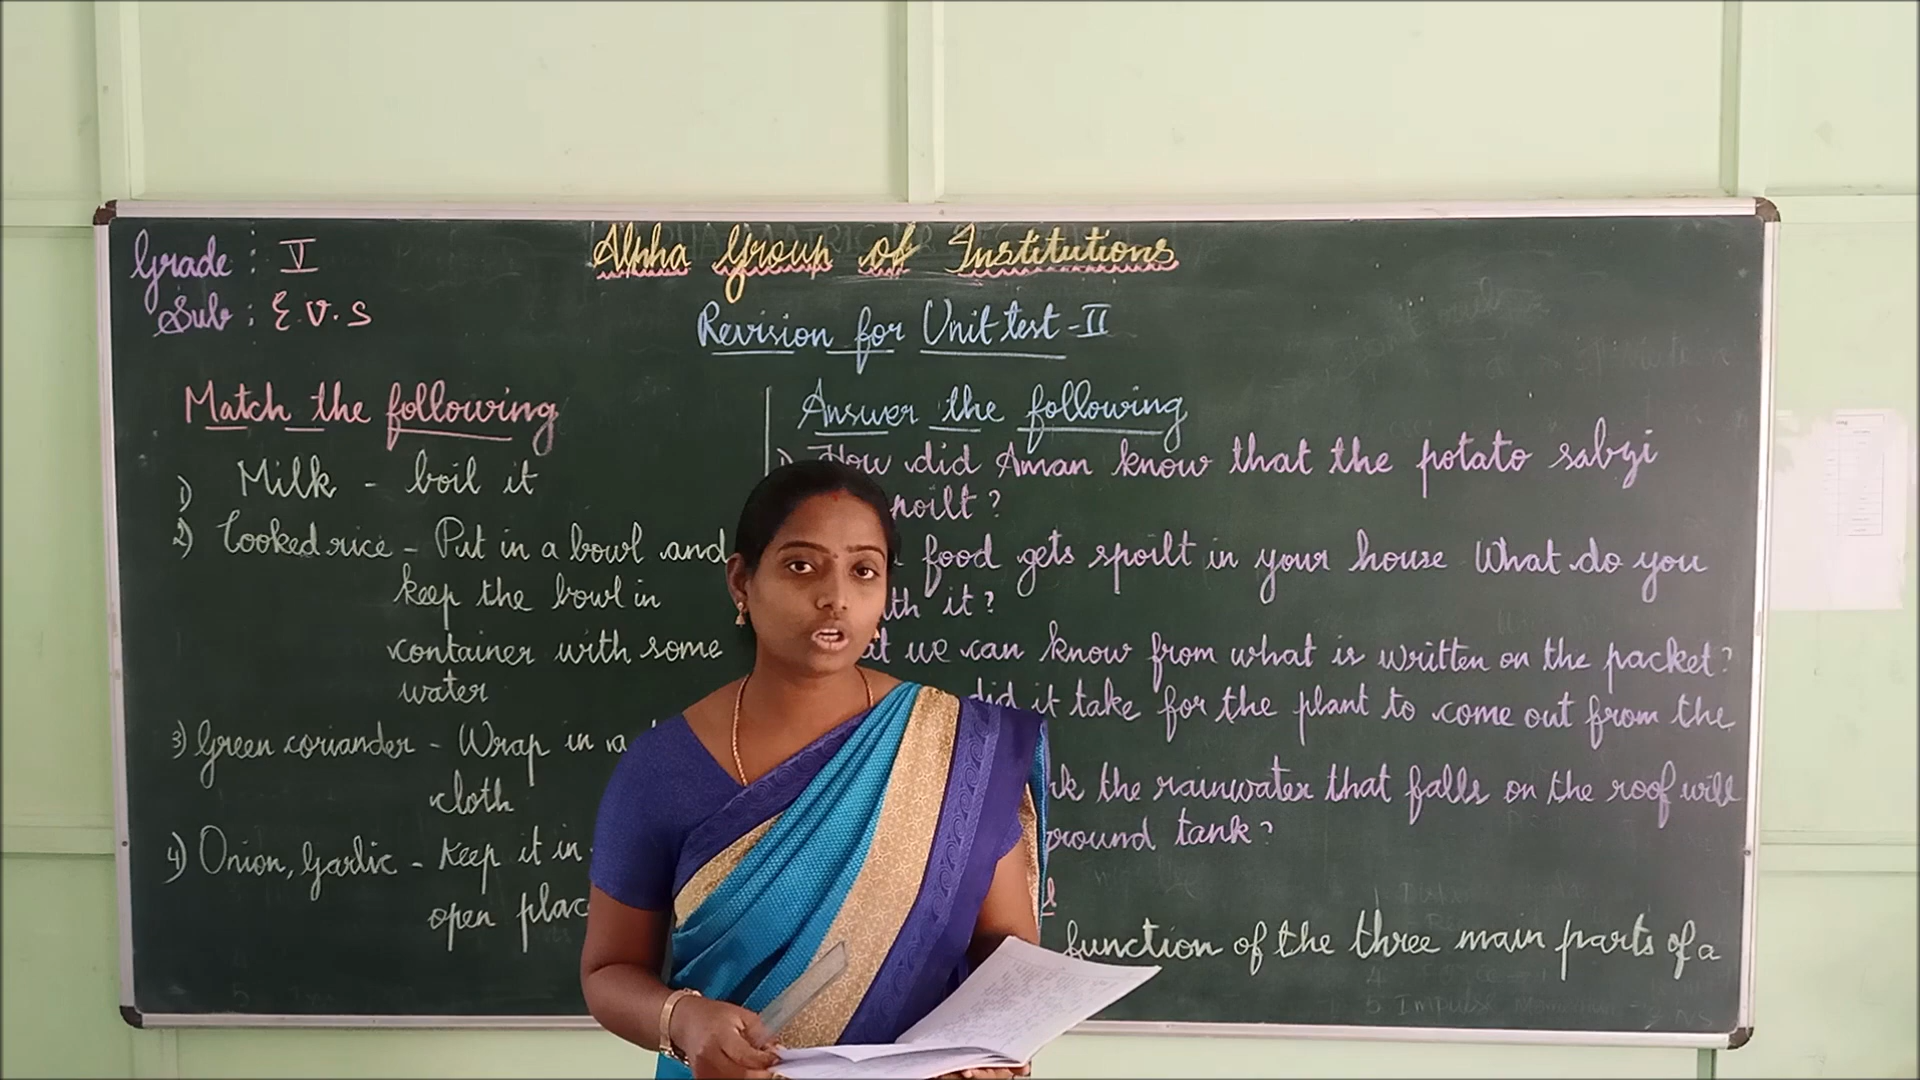 Grade : V
Sub : E.V.S
Alpha Group of Institutions
Revision for Unit test - II
Match the following
1) Milk - boil it
2) Cooked rice - Put in a bowl and
keep the bowl in
container with some
water
3) Green coriander - Wrap in a
cloth
4) Onion, Garlic - Keep it in
open
Answer the following
How did Aman know that the potato sabzi
food gets spoilt in your house What do you
it?
we can know from what is written on the packet?
did it take for the plant to come out from the
the rainwater that falls on the roof will
tank?
function of the three main parts of a
5 Impulse